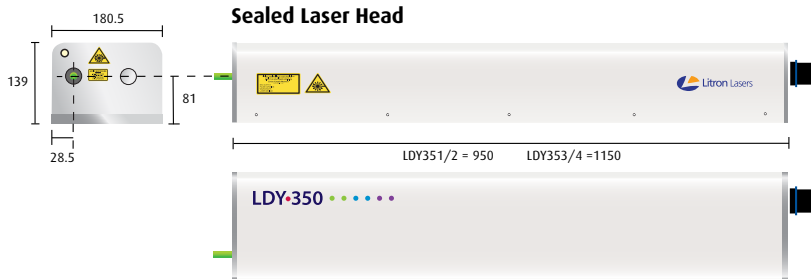 Sealed Laser Head
180.5
139
81
28.5
Litron Lasers
LDY351/2 = 950 LDY353/4 =1150
LDY•350